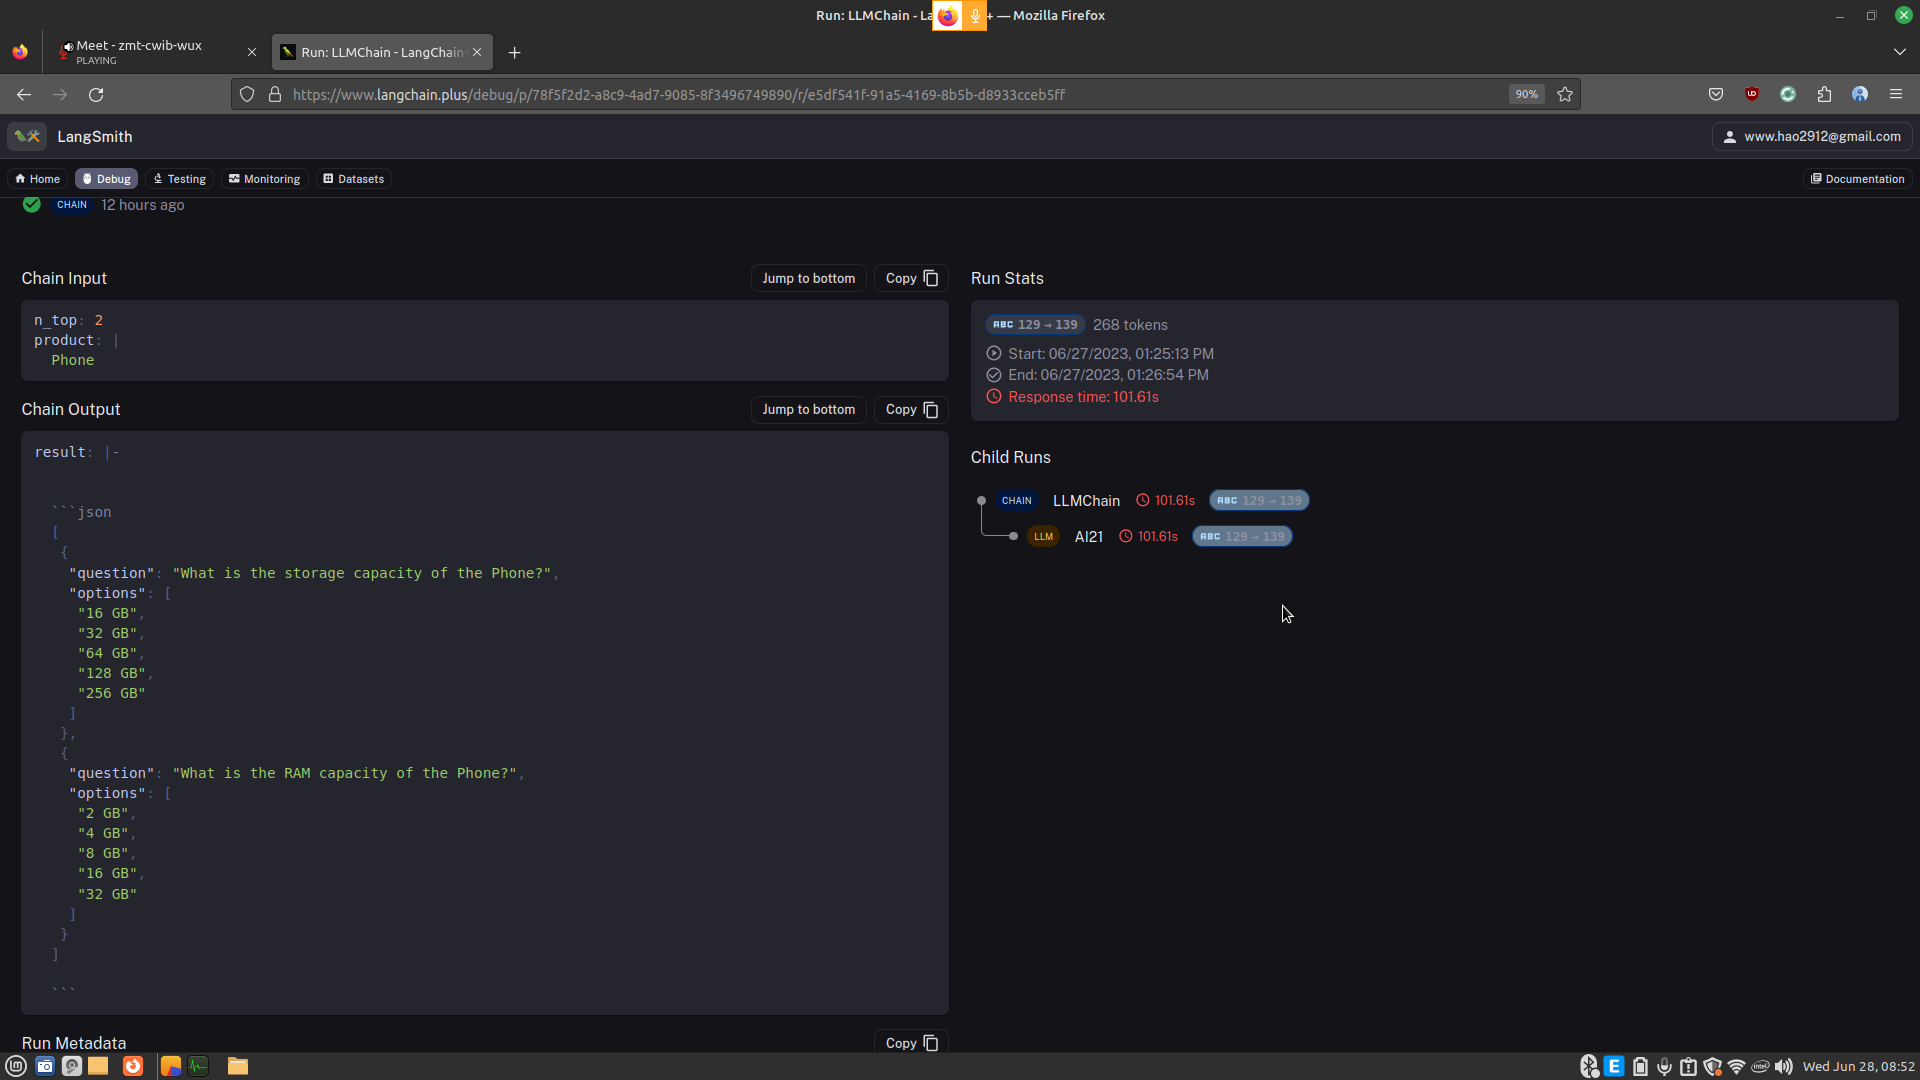 Run: LLMChain - La + — Mozilla Firefox
Meet - zmt-cwib-wux
PLAYING
Run: LLMChain - LangChain
https://www.langchain.plus/debug/p/78f5f2d2-a8c9-4ad7-9085-8f3496749890/r/e5df541f-91a5-4169-8b5b-d8933cceb5ff
90%
LangSmith
www.hao2912@gmail.com
Home
Debug
Testing
Monitoring
Datasets
Documentation
CHAIN 12 hours ago
Chain Input
Jump to bottom
Copy
n_top: 2
product: |
Phone
Chain Output
Jump to bottom
Copy
result: |-
```json
[
{
"question": "What is the storage capacity of the Phone?",
"options": [
"16 GB",
"32 GB",
"64 GB",
"128 GB",
"256 GB"
]
},
{
"question": "What is the RAM capacity of the Phone?",
"options": [
"2 GB",
"4 GB",
"8 GB",
"16 GB",
"32 GB"
]
}
]
```
Run Metadata
Copy
Run Stats
ABC 129 → 139 268 tokens
Start: 06/27/2023, 01:25:13 PM
End: 06/27/2023, 01:26:54 PM
Response time: 101.61s
Child Runs
CHAIN LLMChain 101.61s ABC 129 → 139
LLM AI21 101.61s ABC 129 → 139
E
intel
Wed Jun 28, 08:52